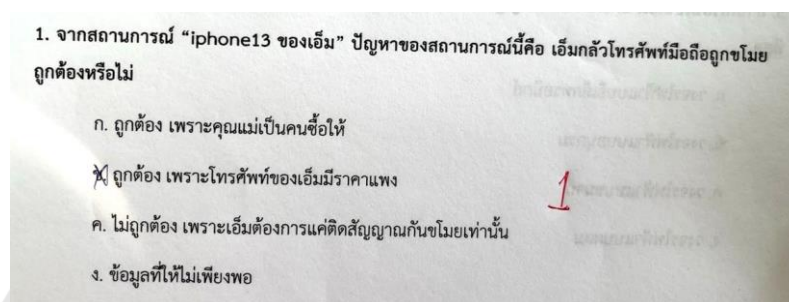 1. จากสถานการณ์ “iphone13 ของเอ็ม” ปัญหาของสถานการณ์นี้คือ เอ็มกลัวโทรศัพท์มือถือถูกขโมย
ถูกต้องหรือไม่
ก. ถูกต้อง เพราะคุณแม่เป็นคนซื้อให้
ข. ถูกต้อง เพราะโทรศัพท์ของเอ็มมีราคาแพง
1
ค. ไม่ถูกต้อง เพราะเอ็มต้องการแค่ติดสัญญาณกันขโมยเท่านั้น
ง. ข้อมูลที่ให้ไม่เพียงพอ